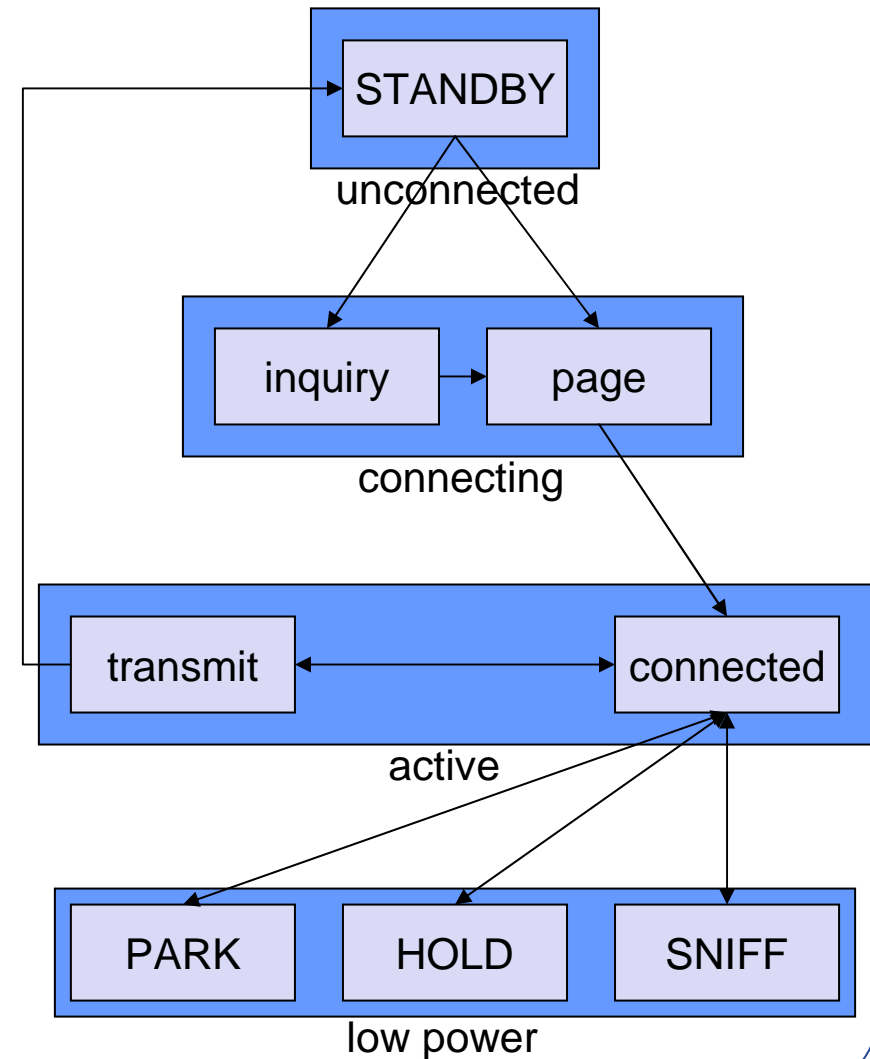 STANDBY
unconnected
inquiry page
connecting
transmit connected
active
PARK HOLD SNIFF
low power